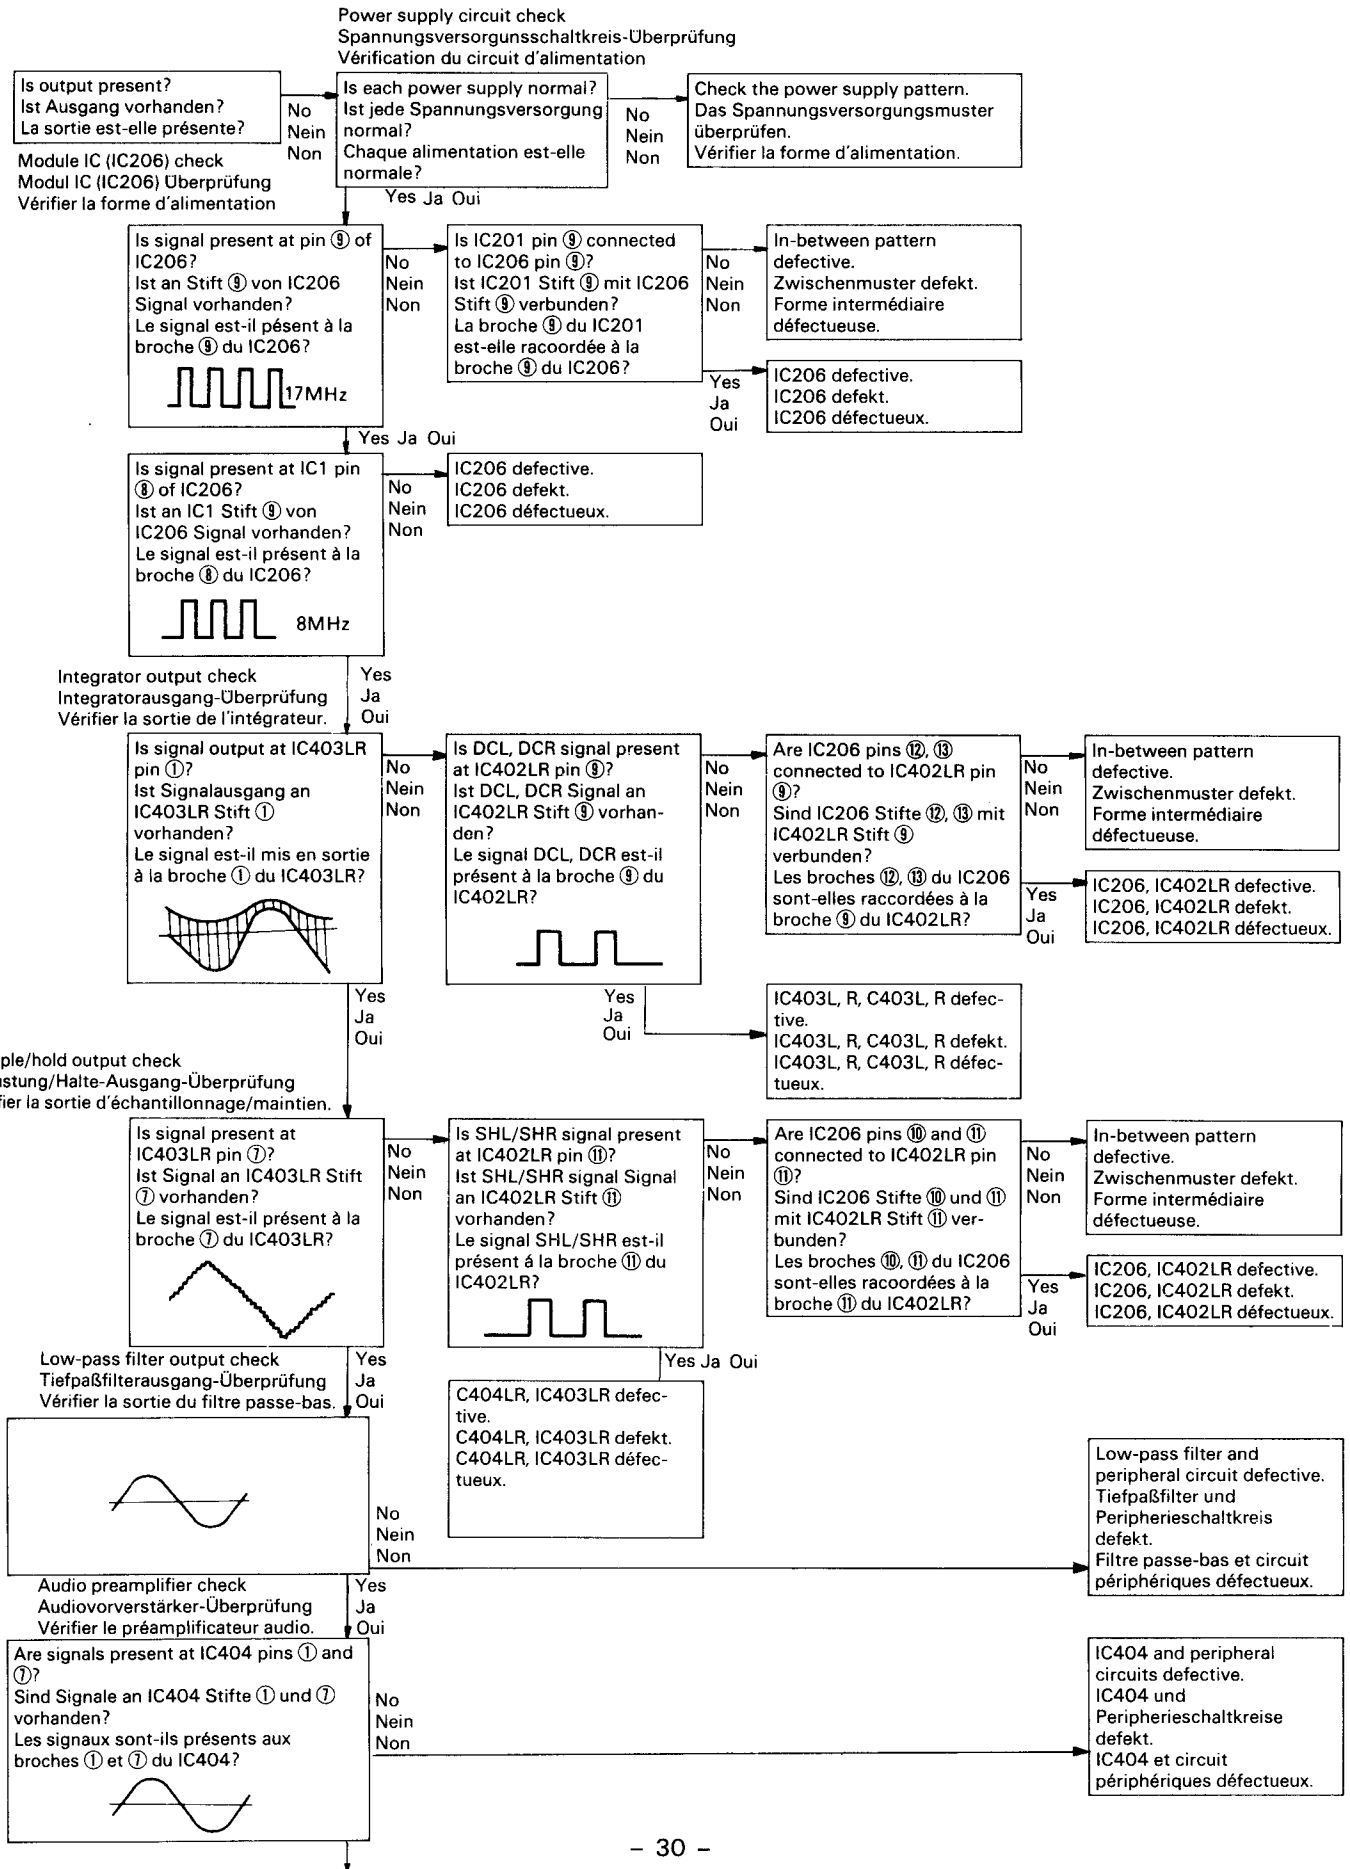 Power supply circuit check
Spannungsversorgunsschaltkreis-Überprüfung
Vérification du circuit d'alimentation
Is output present?
Ist Ausgang vorhanden?
La sortie est-elle présente?
No
Nein
Non
Is each power supply normal?
Ist jede Spannungsversorgung
normal?
Chaque alimentation est-elle
normale?
No
Nein
Non
Check the power supply pattern.
Das Spannungsversorgungsmuster
überprüfen.
Vérifier la forme d'alimentation.
Module IC (IC206) check
Modul IC (IC206) Überprüfung
Vérifier la forme d'alimentation
Yes Ja Oui
Is signal present at pin ⑨ of
IC206?
Ist an Stift ⑨ von IC206
Signal vorhanden?
Le signal est-il pésent à la
broche ⑨ du IC206?
17MHz
No
Nein
Non
Is IC201 pin ⑨ connected
to IC206 pin ⑨?
Ist IC201 Stift ⑨ mit IC206
Stift ⑨ verbunden?
La broche ⑨ du IC201
est-elle racoordée à la
broche ⑨ du IC206?
No
Nein
Non
In-between pattern
defective.
Zwischenmuster defekt.
Forme intermédiaire
défectueuse.
Yes
Ja
Oui
IC206 defective.
IC206 defekt.
IC206 défectueux.
Yes Ja Oui
Is signal present at IC1 pin
⑧ of IC206?
Ist an IC1 Stift ⑨ von
IC206 Signal vorhanden?
Le signal est-il présent à la
broche ⑧ du IC206?
8MHz
No
Nein
Non
IC206 defective.
IC206 defekt.
IC206 défectueux.
Integrator output check
Integratorausgang-Überprüfung
Vérifier la sortie de l'intégrateur.
Yes
Ja
Oui
Is signal output at IC403LR
pin ①?
Ist Signalausgang an
IC403LR Stift ①
vorhanden?
Le signal est-il mis en sortie
à la broche ① du IC403LR?
No
Nein
Non
Is DCL, DCR signal present
at IC402LR pin ⑨?
Ist DCL, DCR Signal an
IC402LR Stift ⑨ vorhan-
den?
Le signal DCL, DCR est-il
présent à la broche ⑨ du
IC402LR?
No
Nein
Non
Are IC206 pins ⑫, ⑬
connected to IC402LR pin
⑨?
Sind IC206 Stifte ⑫, ⑬ mit
IC402LR Stift ⑨
verbunden?
Les broches ⑫, ⑬ du IC206
sont-elles raccordées à la
broche ⑨ du IC402LR?
No
Nein
Non
In-between pattern
defective.
Zwischenmuster defekt.
Forme intermédiaire
défectueuse.
Yes
Ja
Oui
IC206, IC402LR defective.
IC206, IC402LR defekt.
IC206, IC402LR défectueux.
Yes
Ja
Oui
Yes
Ja
Oui
IC403L, R, C403L, R defec-
tive.
IC403L, R, C403L, R defekt.
IC403L, R, C403L, R défec-
tueux.
ple/hold output check
stung/Halte-Ausgang-Überprüfung
fier la sortie d'échantillonnage/maintien.
Is signal present at
IC403LR pin ⑦?
Ist Signal an IC403LR Stift
⑦ vorhanden?
Le signal est-il présent à la
broche ⑦ du IC403LR?
No
Nein
Non
Is SHL/SHR signal present
at IC402LR pin ⑪?
Ist SHL/SHR signal Signal
an IC402LR Stift ⑪
vorhanden?
Le signal SHL/SHR est-il
présent á la broche ⑪ du
IC402LR?
No
Nein
Non
Are IC206 pins ⑩ and ⑪
connected to IC402LR pin
⑪?
Sind IC206 Stifte ⑩ und ⑪
mit IC402LR Stift ⑪ ver-
bunden?
Les broches ⑩, ⑪ du IC206
sont-elles racoordées à la
broche ⑪ du IC402LR?
No
Nein
Non
In-between pattern
defective.
Zwischenmuster defekt.
Forme intermédiaire
défectueuse.
Yes
Ja
Oui
IC206, IC402LR defective.
IC206, IC402LR defekt.
IC206, IC402LR défectueux.
Low-pass filter output check
Tiefpaßfilterausgang-Überprüfung
Vérifier la sortie du filtre passe-bas.
Yes
Ja
Oui
Yes Ja Oui
C404LR, IC403LR defec-
tive.
C404LR, IC403LR defekt.
C404LR, IC403LR défec-
tueux.
No
Nein
Non
Low-pass filter and
peripheral circuit defective.
Tiefpaßfilter und
Peripherieschaltkreis
defekt.
Filtre passe-bas et circuit
périphériques défectueux.
Audio preamplifier check
Audiovorverstärker-Überprüfung
Vérifier le préamplificateur audio.
Yes
Ja
Oui
Are signals present at IC404 pins ① and
⑦?
Sind Signale an IC404 Stifte ① und ⑦
vorhanden?
Les signaux sont-ils présents aux
broches ① et ⑦ du IC404?
No
Nein
Non
IC404 and peripheral
circuits defective.
IC404 und
Peripherieschaltkreise
defekt.
IC404 et circuit
périphériques défectueux.
– 30 –